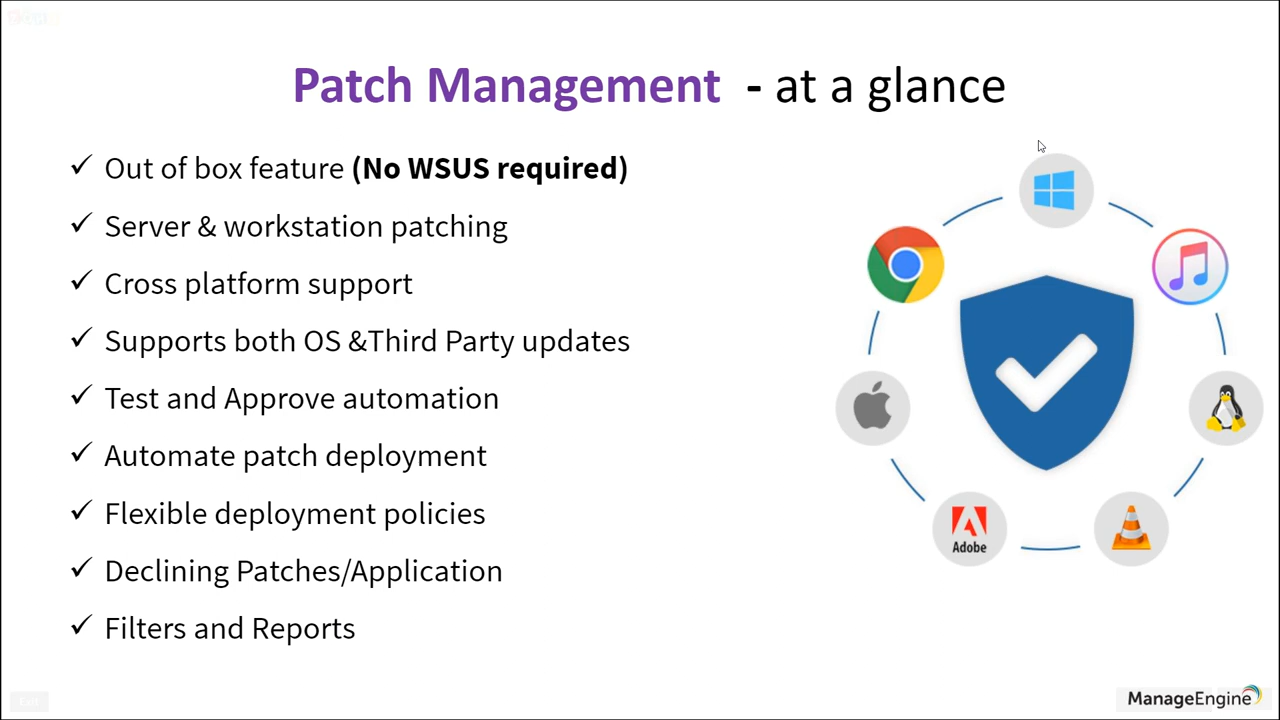 Patch Management - at a glance
✓ Out of box feature (No WSUS required)
✓ Server & workstation patching
✓ Cross platform support
✓ Supports both OS &Third Party updates
✓ Test and Approve automation
✓ Automate patch deployment
✓ Flexible deployment policies
✓ Declining Patches/Application
✓ Filters and Reports
Adobe
Exit
ManageEngine